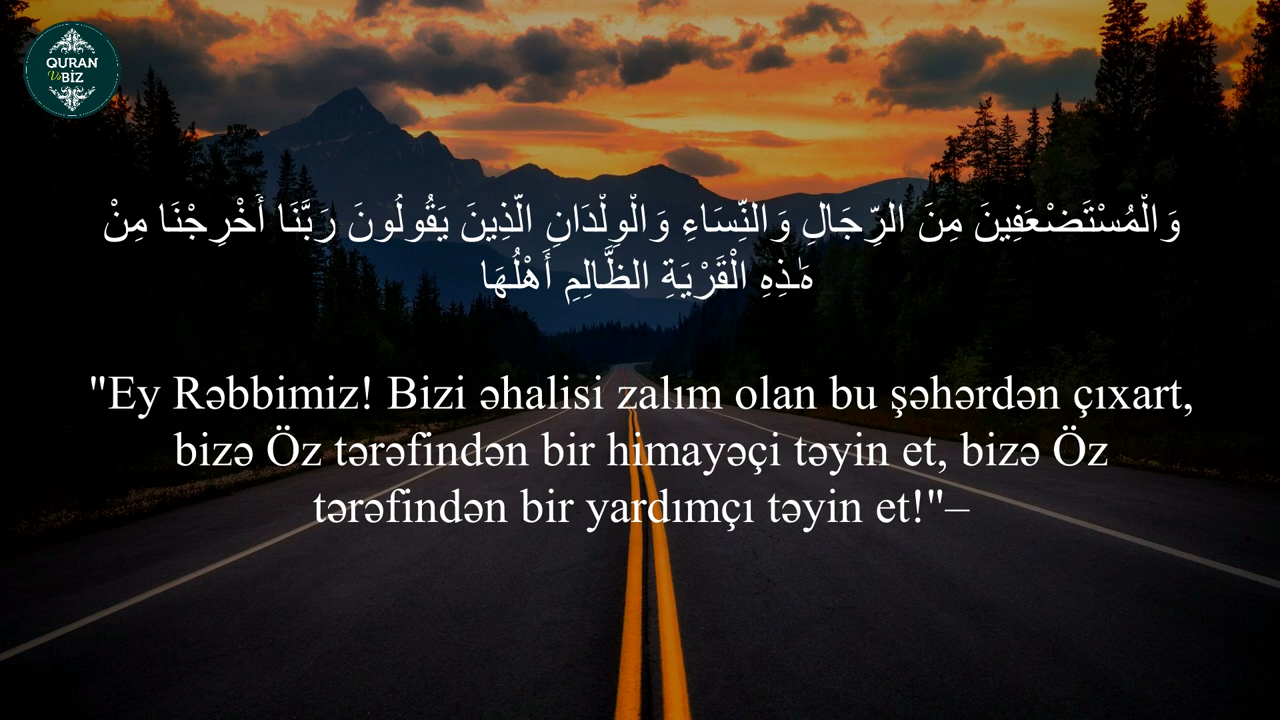 QURAN
Və
BİZ
وَالْمُسْتَضْعَفِينَ مِنَ الرِّجَالِ وَالنِّسَاءِ وَالْوِلْدَانِ الَّذِينَ يَقُولُونَ رَبَّنَا أَخْرِجْنَا مِنْ
هَٰذِهِ الْقَرْيَةِ الظَّالِمِ أَهْلُهَا
"Ey Rəbbimiz! Bizi əhalisi zalım olan bu şəhərdən çıxart,
bizə Öz tərəfindən bir himayəçi təyin et, bizə Öz
tərəfindən bir yardımçı təyin et!"–